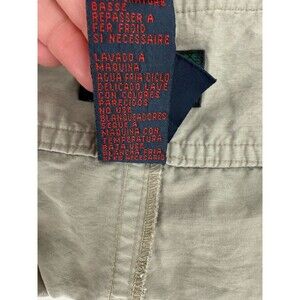 BASSE
REPASSER A
FER FROID
SI NECESSAIRE
LAVADO A
MAQUINA
AGUA FRIA CICLO
DELICADO LAVE
CON COLORES
PARECIDOS
NO USE
BLANQUEADORES
SEQUE A
MAQUINA CON
TEMPERATURA
BAJA USE
PLANCHA FRIA
SI ES NECESARIO